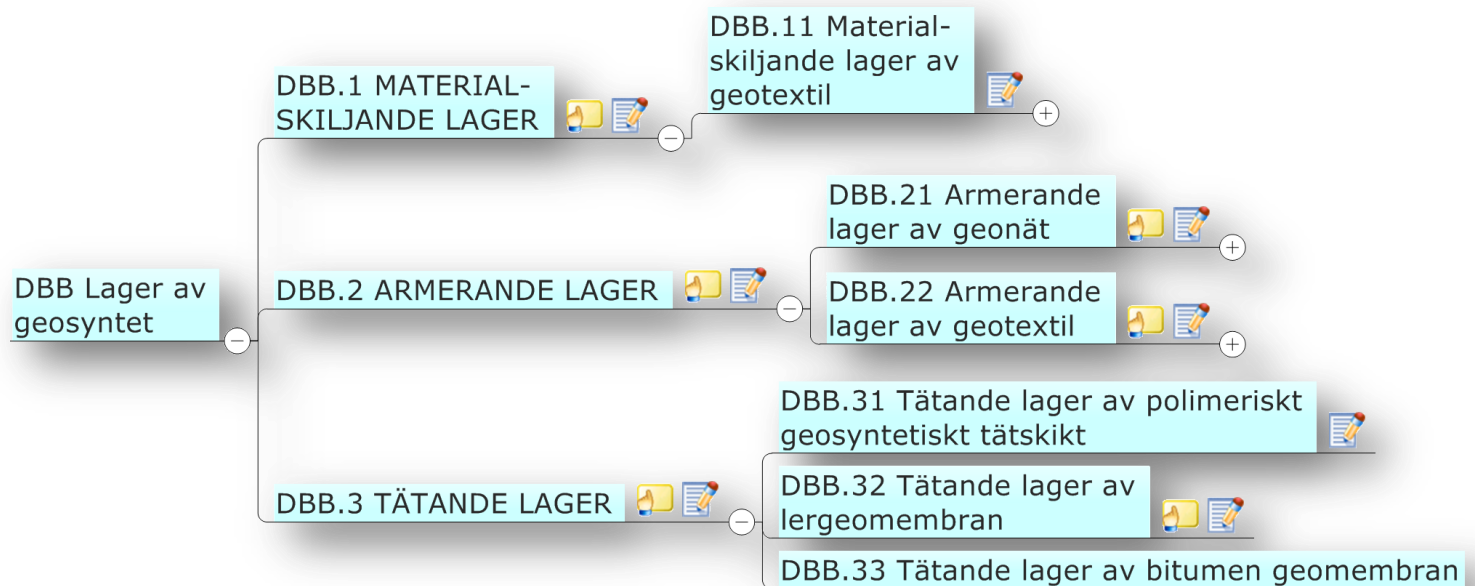 DBB Lager av
geosyntet
DBB.1 MATERIAL-
SKILJANDE LAGER
DBB.11 Material-
skiljande lager av
geotextil
DBB.2 ARMERANDE LAGER
DBB.21 Armerande
lager av geonät
DBB.22 Armerande
lager av geotextil
DBB.3 TÄTANDE LAGER
DBB.31 Tätande lager av polimeriskt
geosyntetiskt tätskikt
DBB.32 Tätande lager av
lergeomembran
DBB.33 Tätande lager av bitumen geomembran